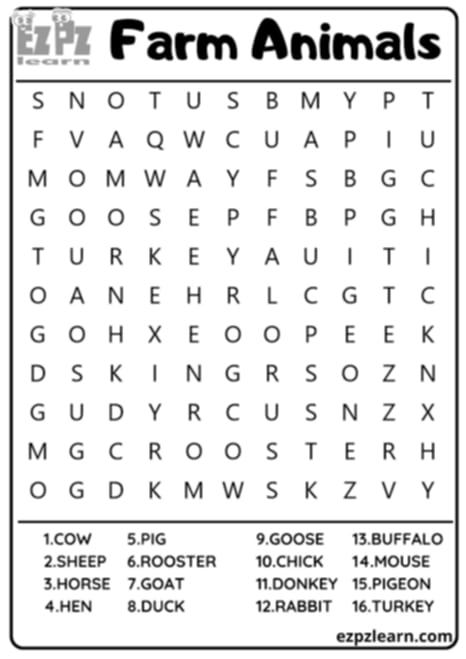 EZPZ
learn
Farm Animals
S N O T U S B M Y P T
F V A Q W C U A P I U
M O M W A Y F S B G C
G O O S E P F B P G H
T U R K E Y A U I T I
O A N E H R L C G T C
G O H X E O O P E E K
D S K I N G R S O Z N
G U D Y R C U S N Z X
M G C R O O S T E R H
O G D K M W S K Z V Y
1.COW 5.PIG 9.GOOSE 13.BUFFALO
2.SHEEP 6.ROOSTER 10.CHICK 14.MOUSE
3.HORSE 7.GOAT 11.DONKEY 15.PIGEON
4.HEN 8.DUCK 12.RABBIT 16.TURKEY
ezpzlearn.com